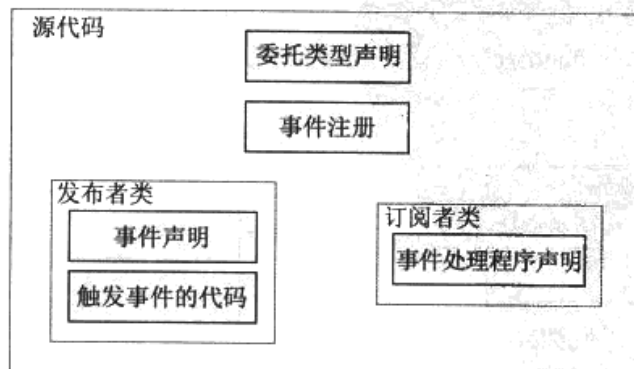 源代码
委托类型声明
事件注册
发布者类
事件声明
触发事件的代码
订阅者类
事件处理程序声明